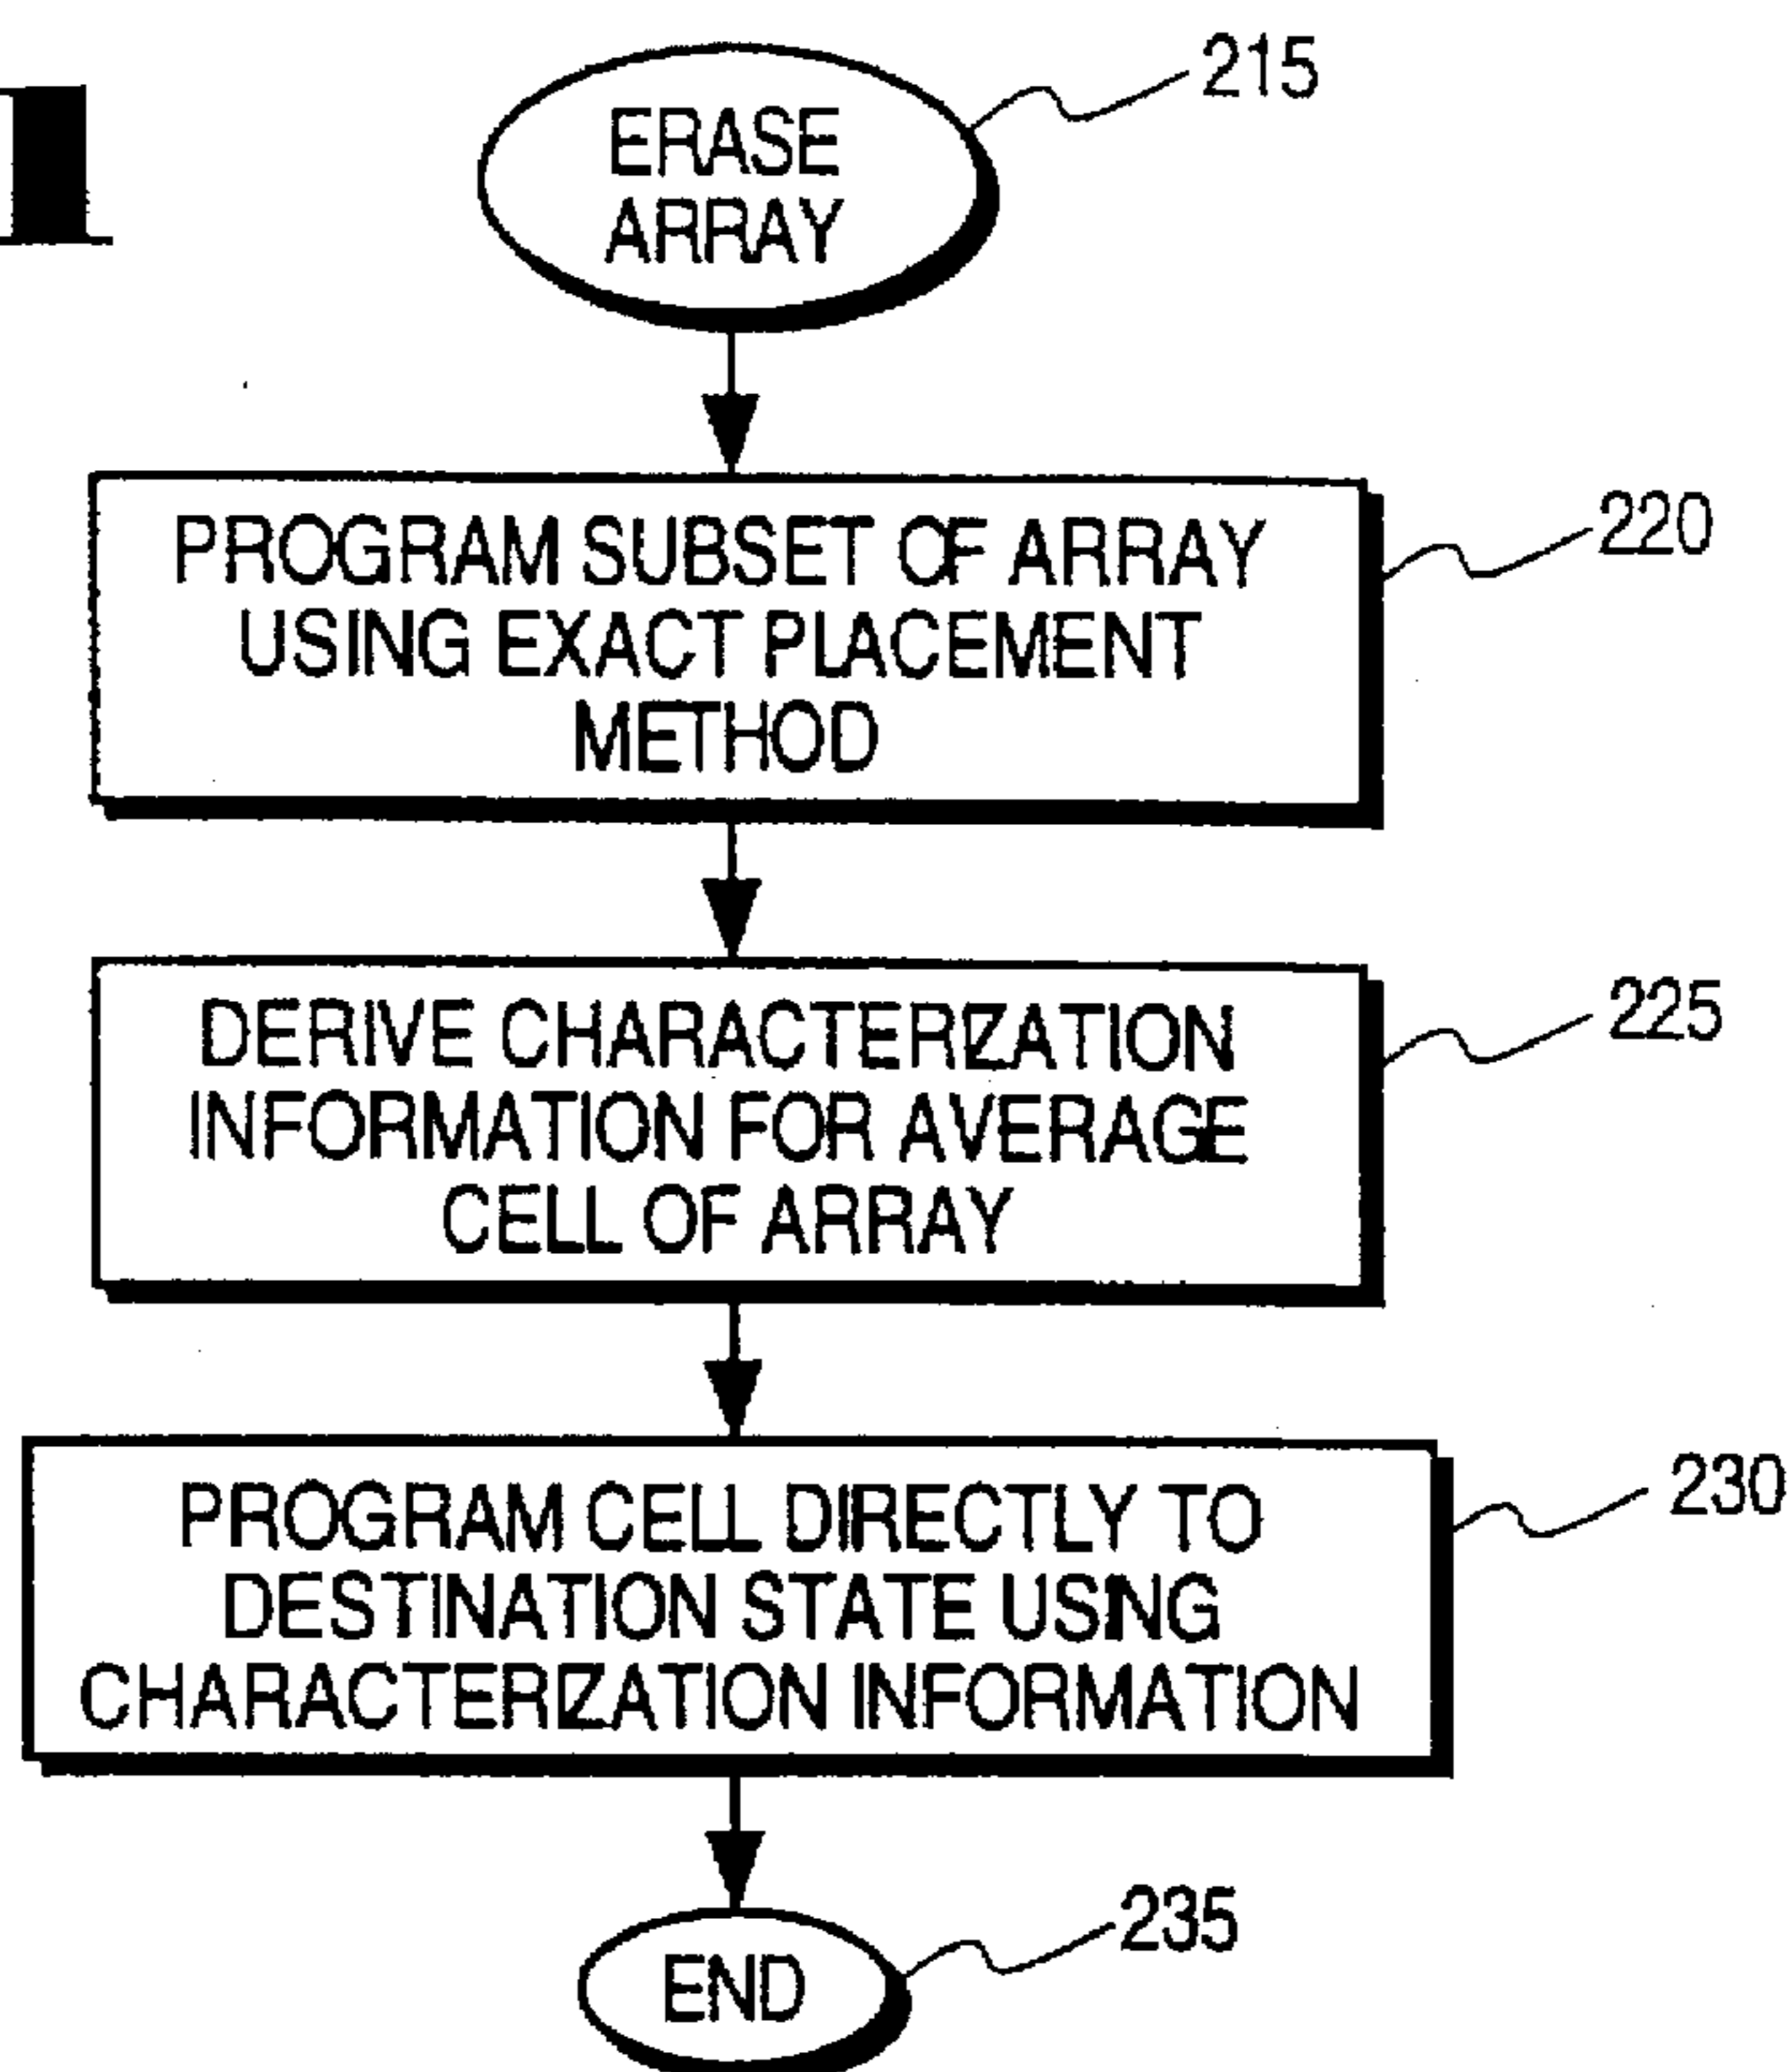 215
ERASE
ARRAY
220
PROGRAM SUBSET OF ARRAY
USING EXACT PLACEMENT
METHOD
225
DERIVE CHARACTERIZATION
INFORMATION FOR AVERAGE
CELL OF ARRAY
230
PROGRAM CELL DIRECTLY TO
DESTINATION STATE USING
CHARACTERIZATION INFORMATION
235
END